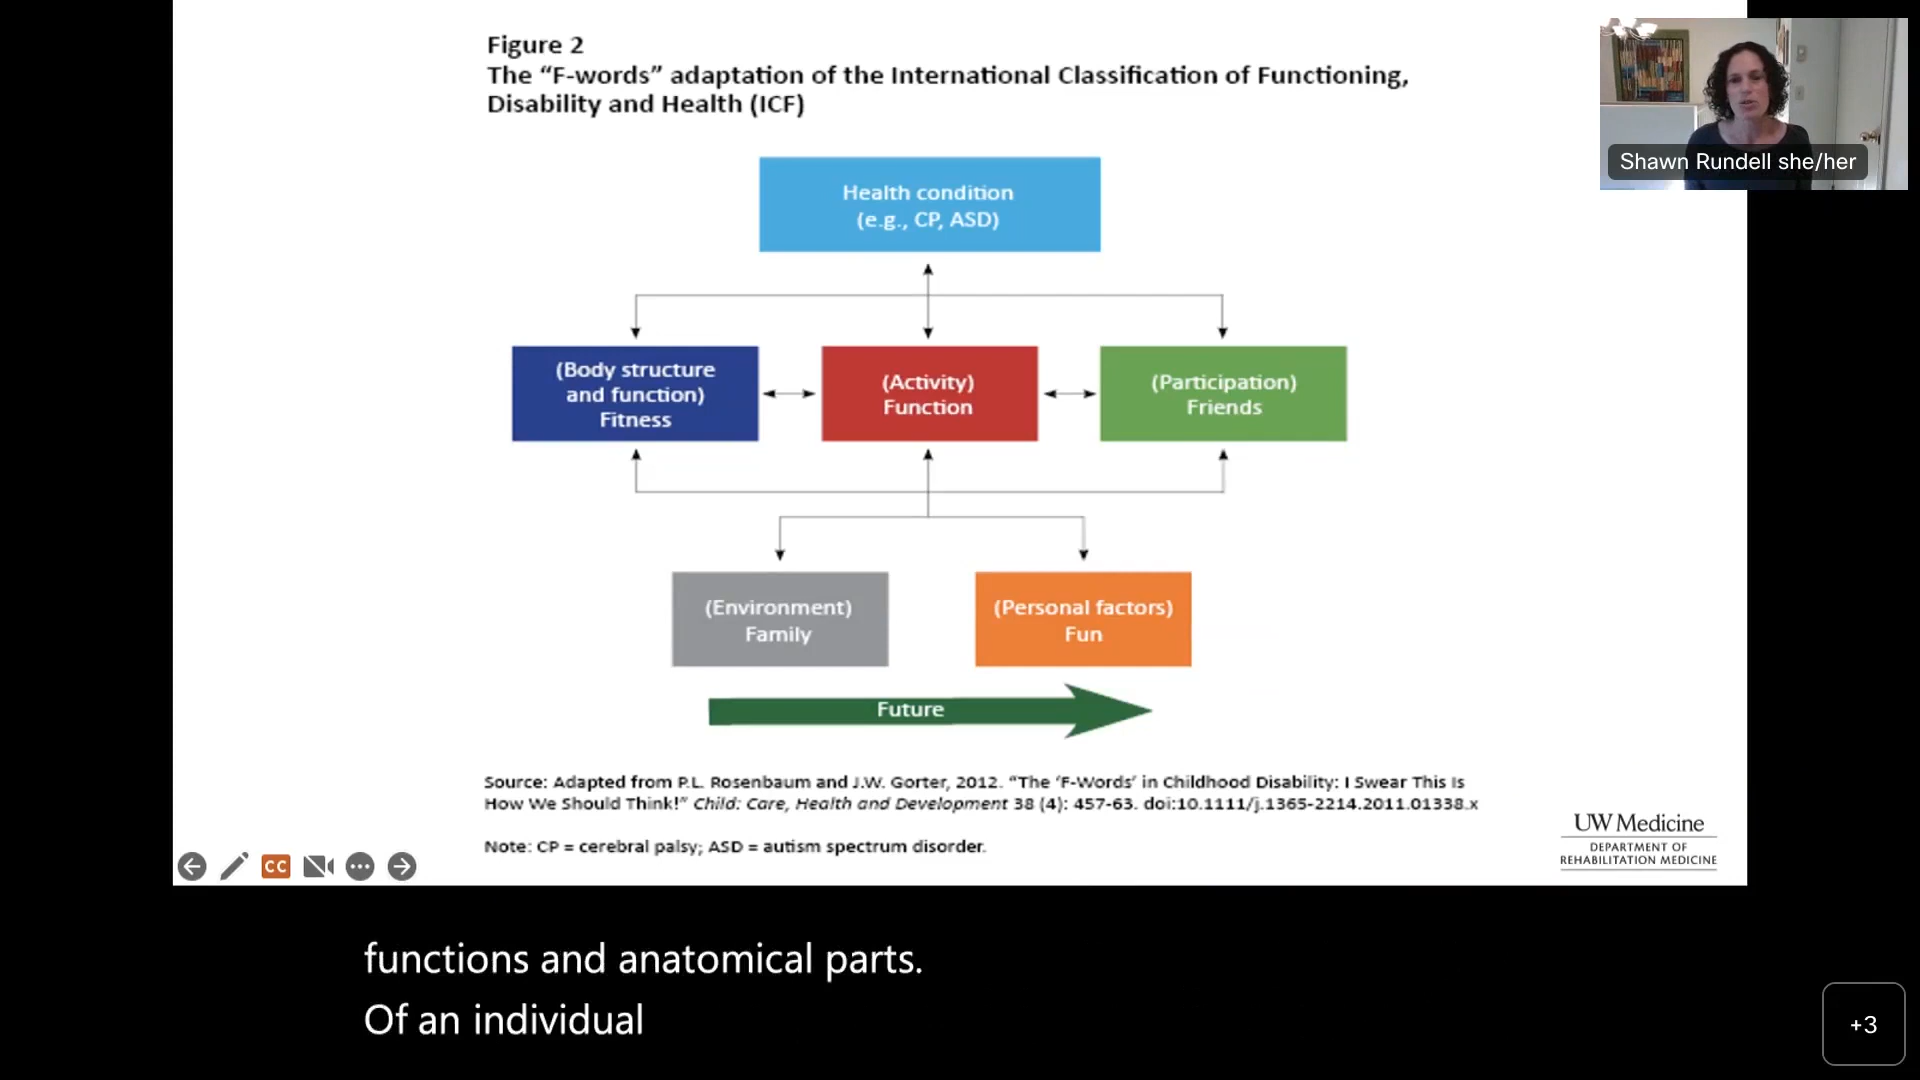 Figure 2
The “F-words” adaptation of the International Classification of Functioning,
Disability and Health (ICF)
Shawn Rundell she/her
Health condition
(e.g., CP, ASD)
(Body structure
and function)
Fitness
(Activity)
Function
(Participation)
Friends
(Environment)
Family
(Personal factors)
Fun
Future
Source: Adapted from P.L. Rosenbaum and J.W. Gorter, 2012. “The ‘F-Words’ in Childhood Disability: I Swear This Is
How We Should Think!” Child: Care, Health and Development 38 (4): 457-63. doi:10.1111/j.1365-2214.2011.01338.x
Note: CP = cerebral palsy; ASD = autism spectrum disorder.
UW Medicine
DEPARTMENT OF
REHABILITATION MEDICINE
CC
functions and anatomical parts.
Of an individual
+3